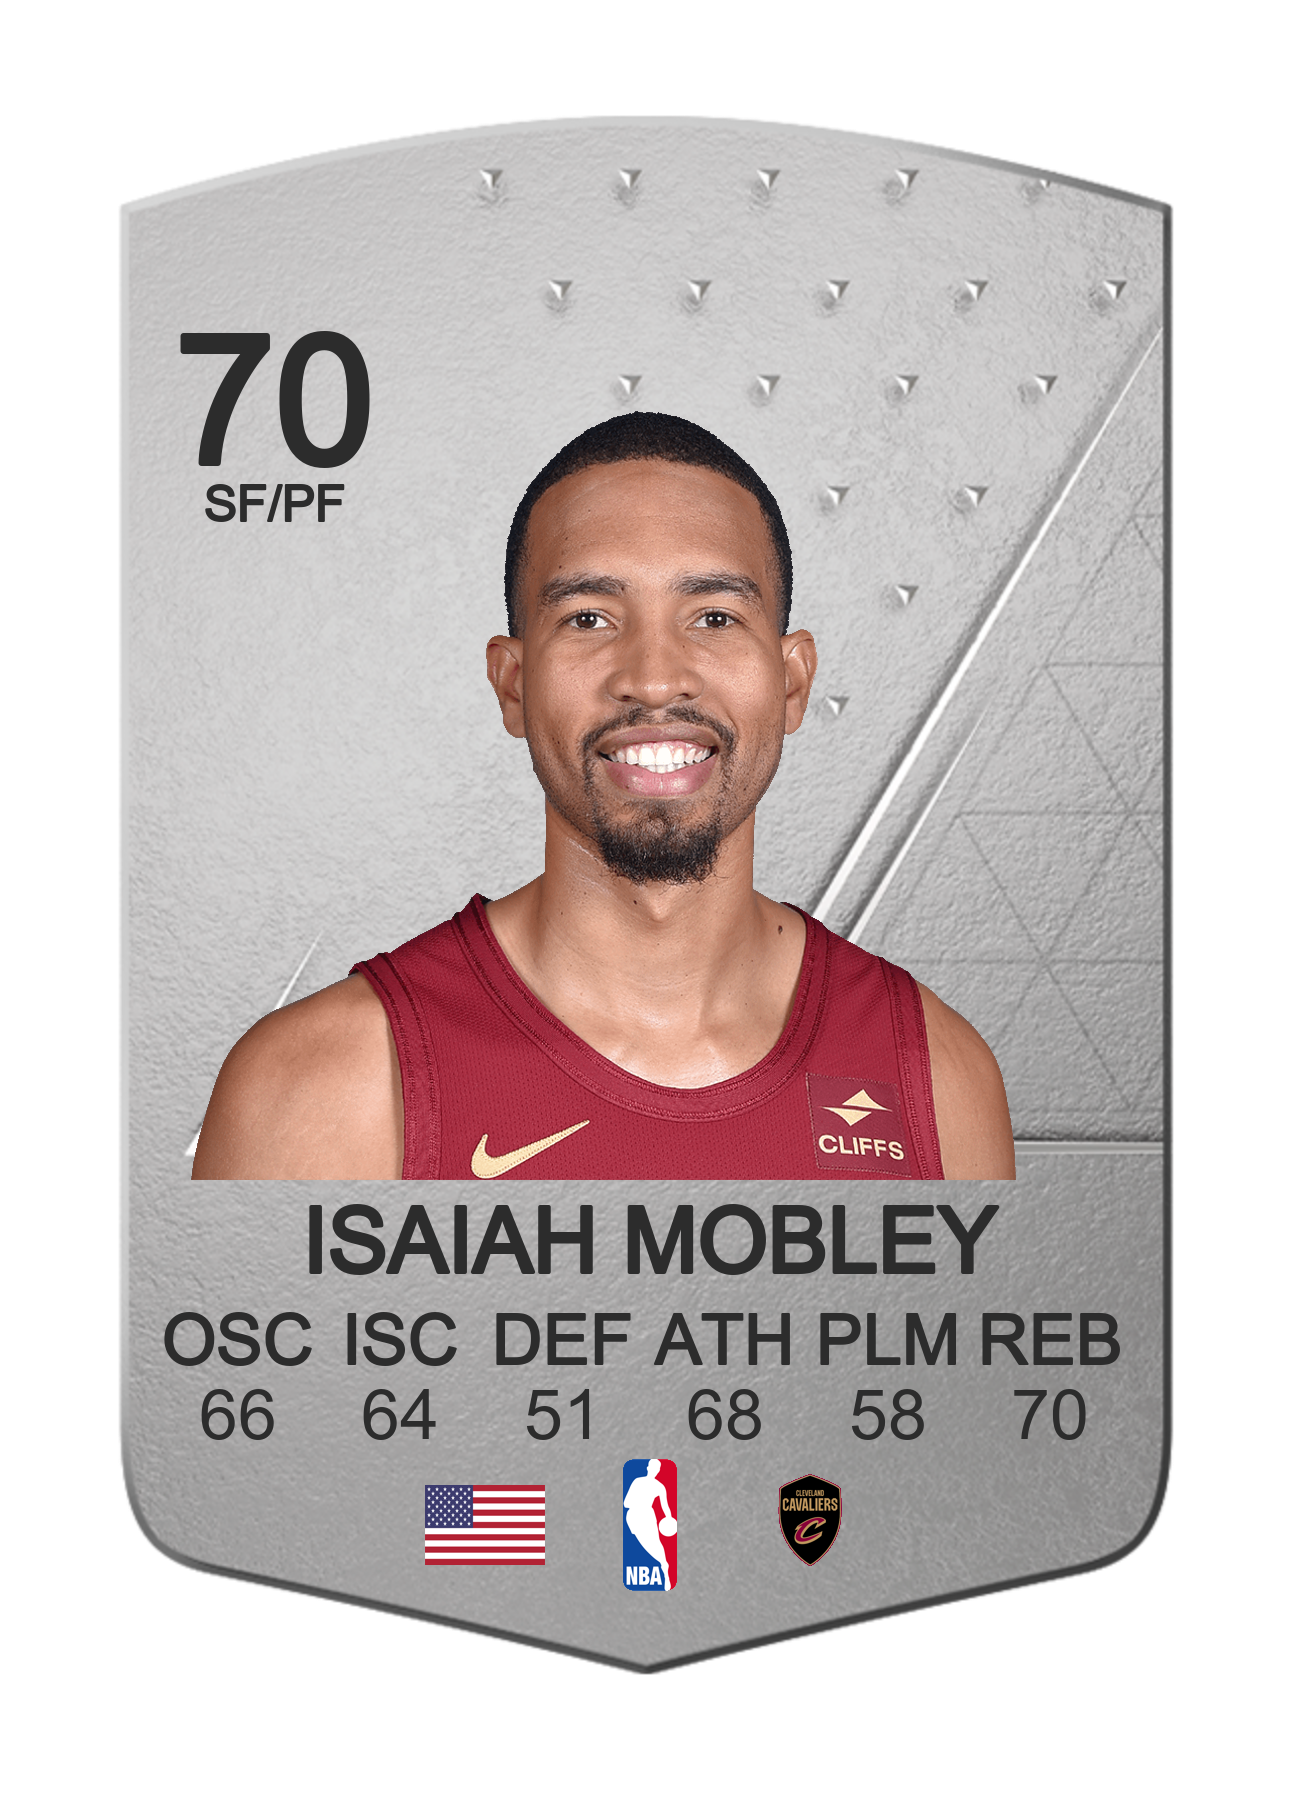 70
SF/PF
CLIFFS
ISAIAH MOBLEY
OSC ISC DEF ATH PLM REB
66 64 51 68 58 70
NBA
CLEVELAND
CAVALIERS
C